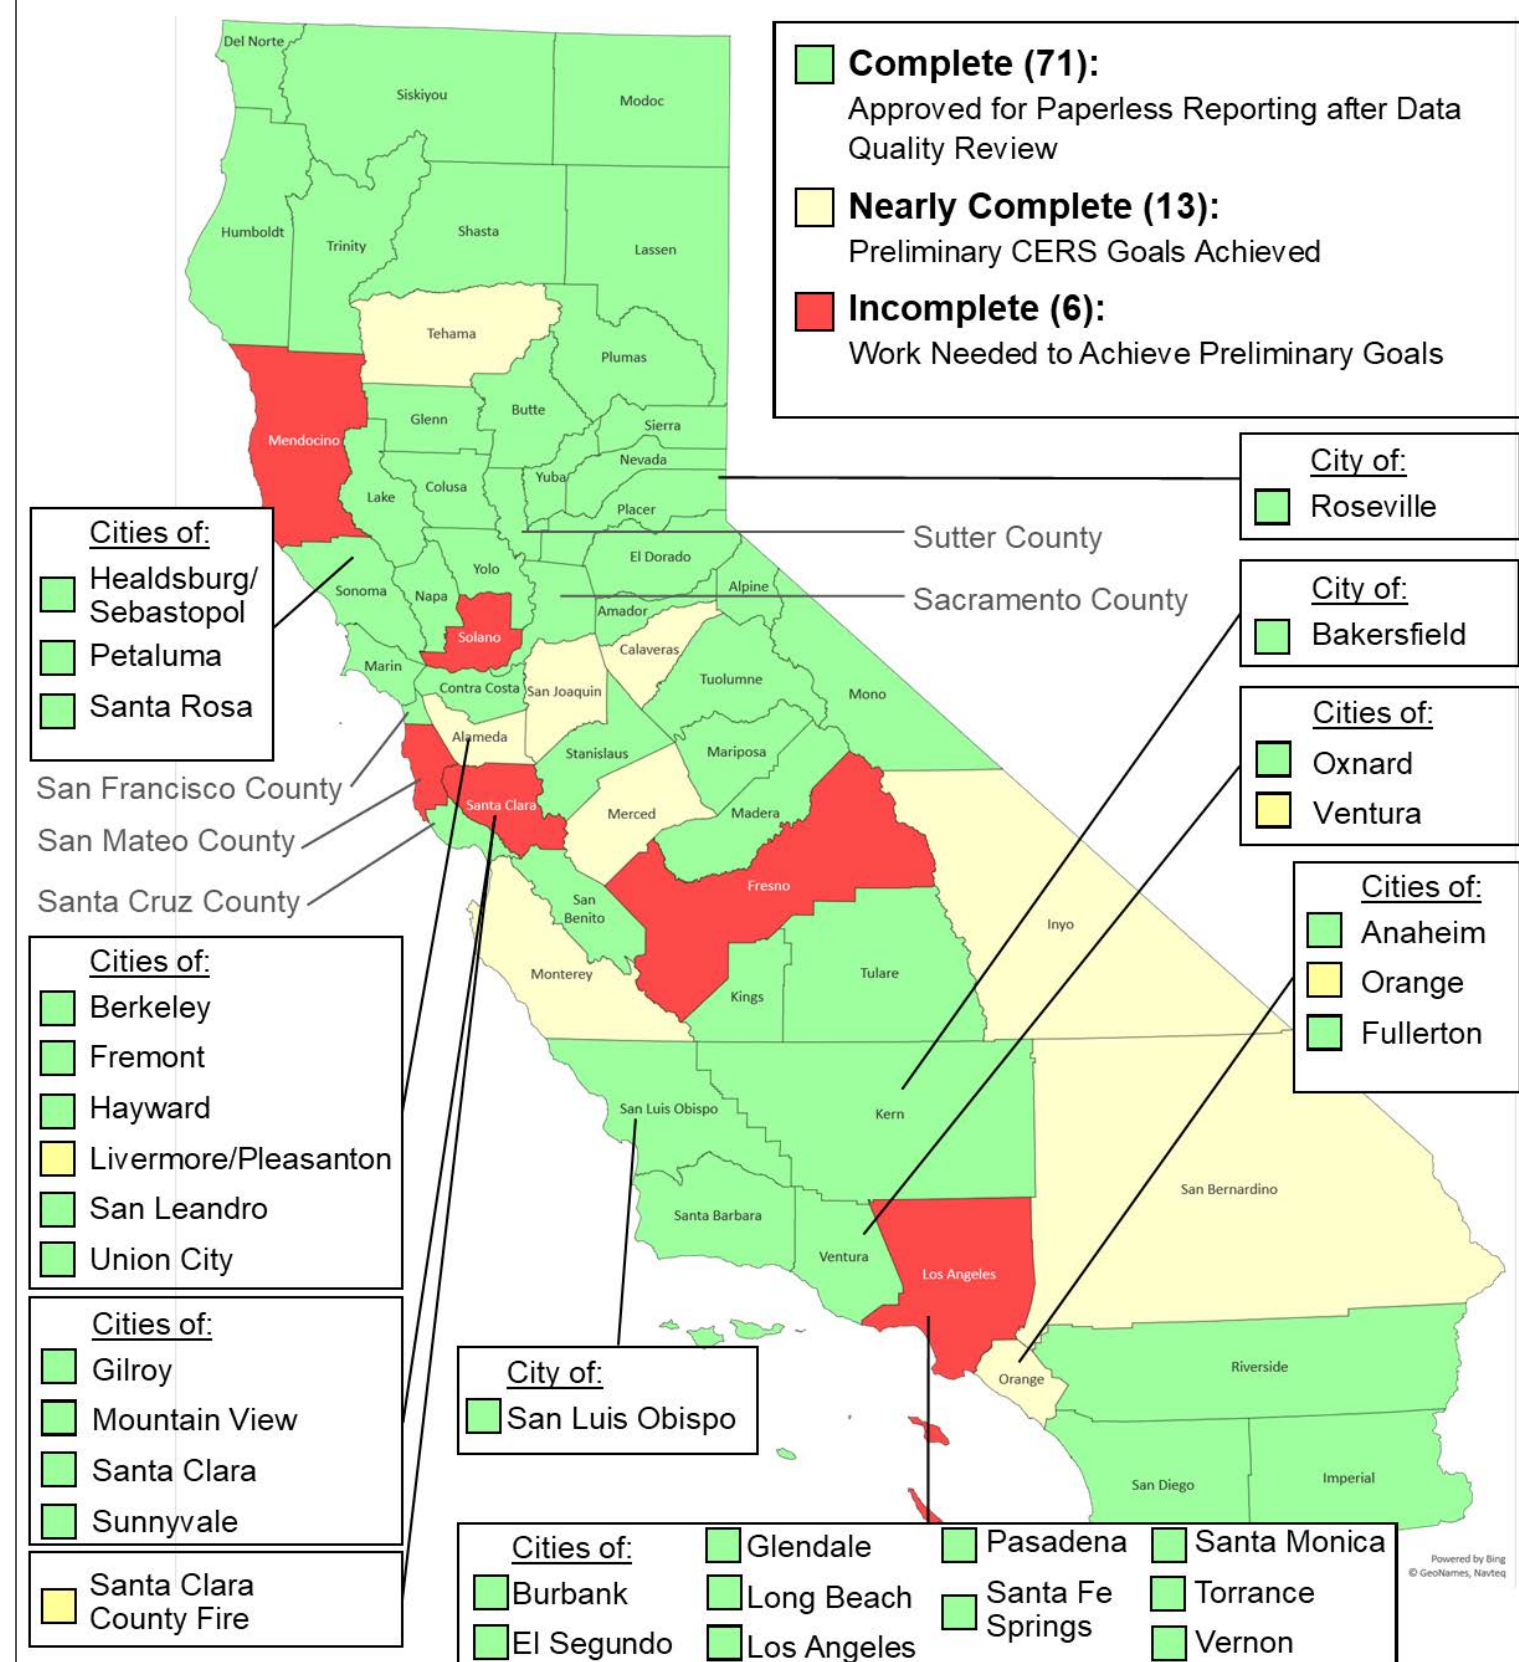 Complete (71):
Approved for Paperless Reporting after Data
Quality Review
Nearly Complete (13):
Preliminary CERS Goals Achieved
Incomplete (6):
Work Needed to Achieve Preliminary Goals
Del Norte
Siskiyou
Modoc
Humboldt
Trinity
Shasta
Lassen
Tehama
Plumas
Glenn
Butte
Sierra
Mendocino
Nevada
Yuba
Lake
Colusa
Placer
Sutter County
El Dorado
Yolo
Sonoma
Napa
Alpine
Amador
Sacramento County
Solano
Calaveras
Marin
Contra Costa
San Joaquin
Tuolumne
Mono
Alameda
Stanislaus
Mariposa
San Francisco County
San Mateo County
Santa Cruz County
Santa Clara
Merced
Madera
Fresno
San
Benito
Inyo
Monterey
Kings
Tulare
San Luis Obispo
Kern
San Bernardino
Santa Barbara
Ventura
Los Angeles
Orange
Riverside
San Diego
Imperial
City of:
Roseville
City of:
Bakersfield
Cities of:
Oxnard
Ventura
Cities of:
Anaheim
Orange
Fullerton
Cities of:
Healdsburg/
Sebastopol
Petaluma
Santa Rosa
Cities of:
Berkeley
Fremont
Hayward
Livermore/Pleasanton
San Leandro
Union City
Cities of:
Gilroy
Mountain View
Santa Clara
Sunnyvale
Santa Clara
County Fire
City of:
San Luis Obispo
Cities of:
Burbank
El Segundo
Glendale
Long Beach
Los Angeles
Pasadena
Santa Fe
Springs
Santa Monica
Torrance
Vernon
Powered by Bing
© GeoNames, Navteq